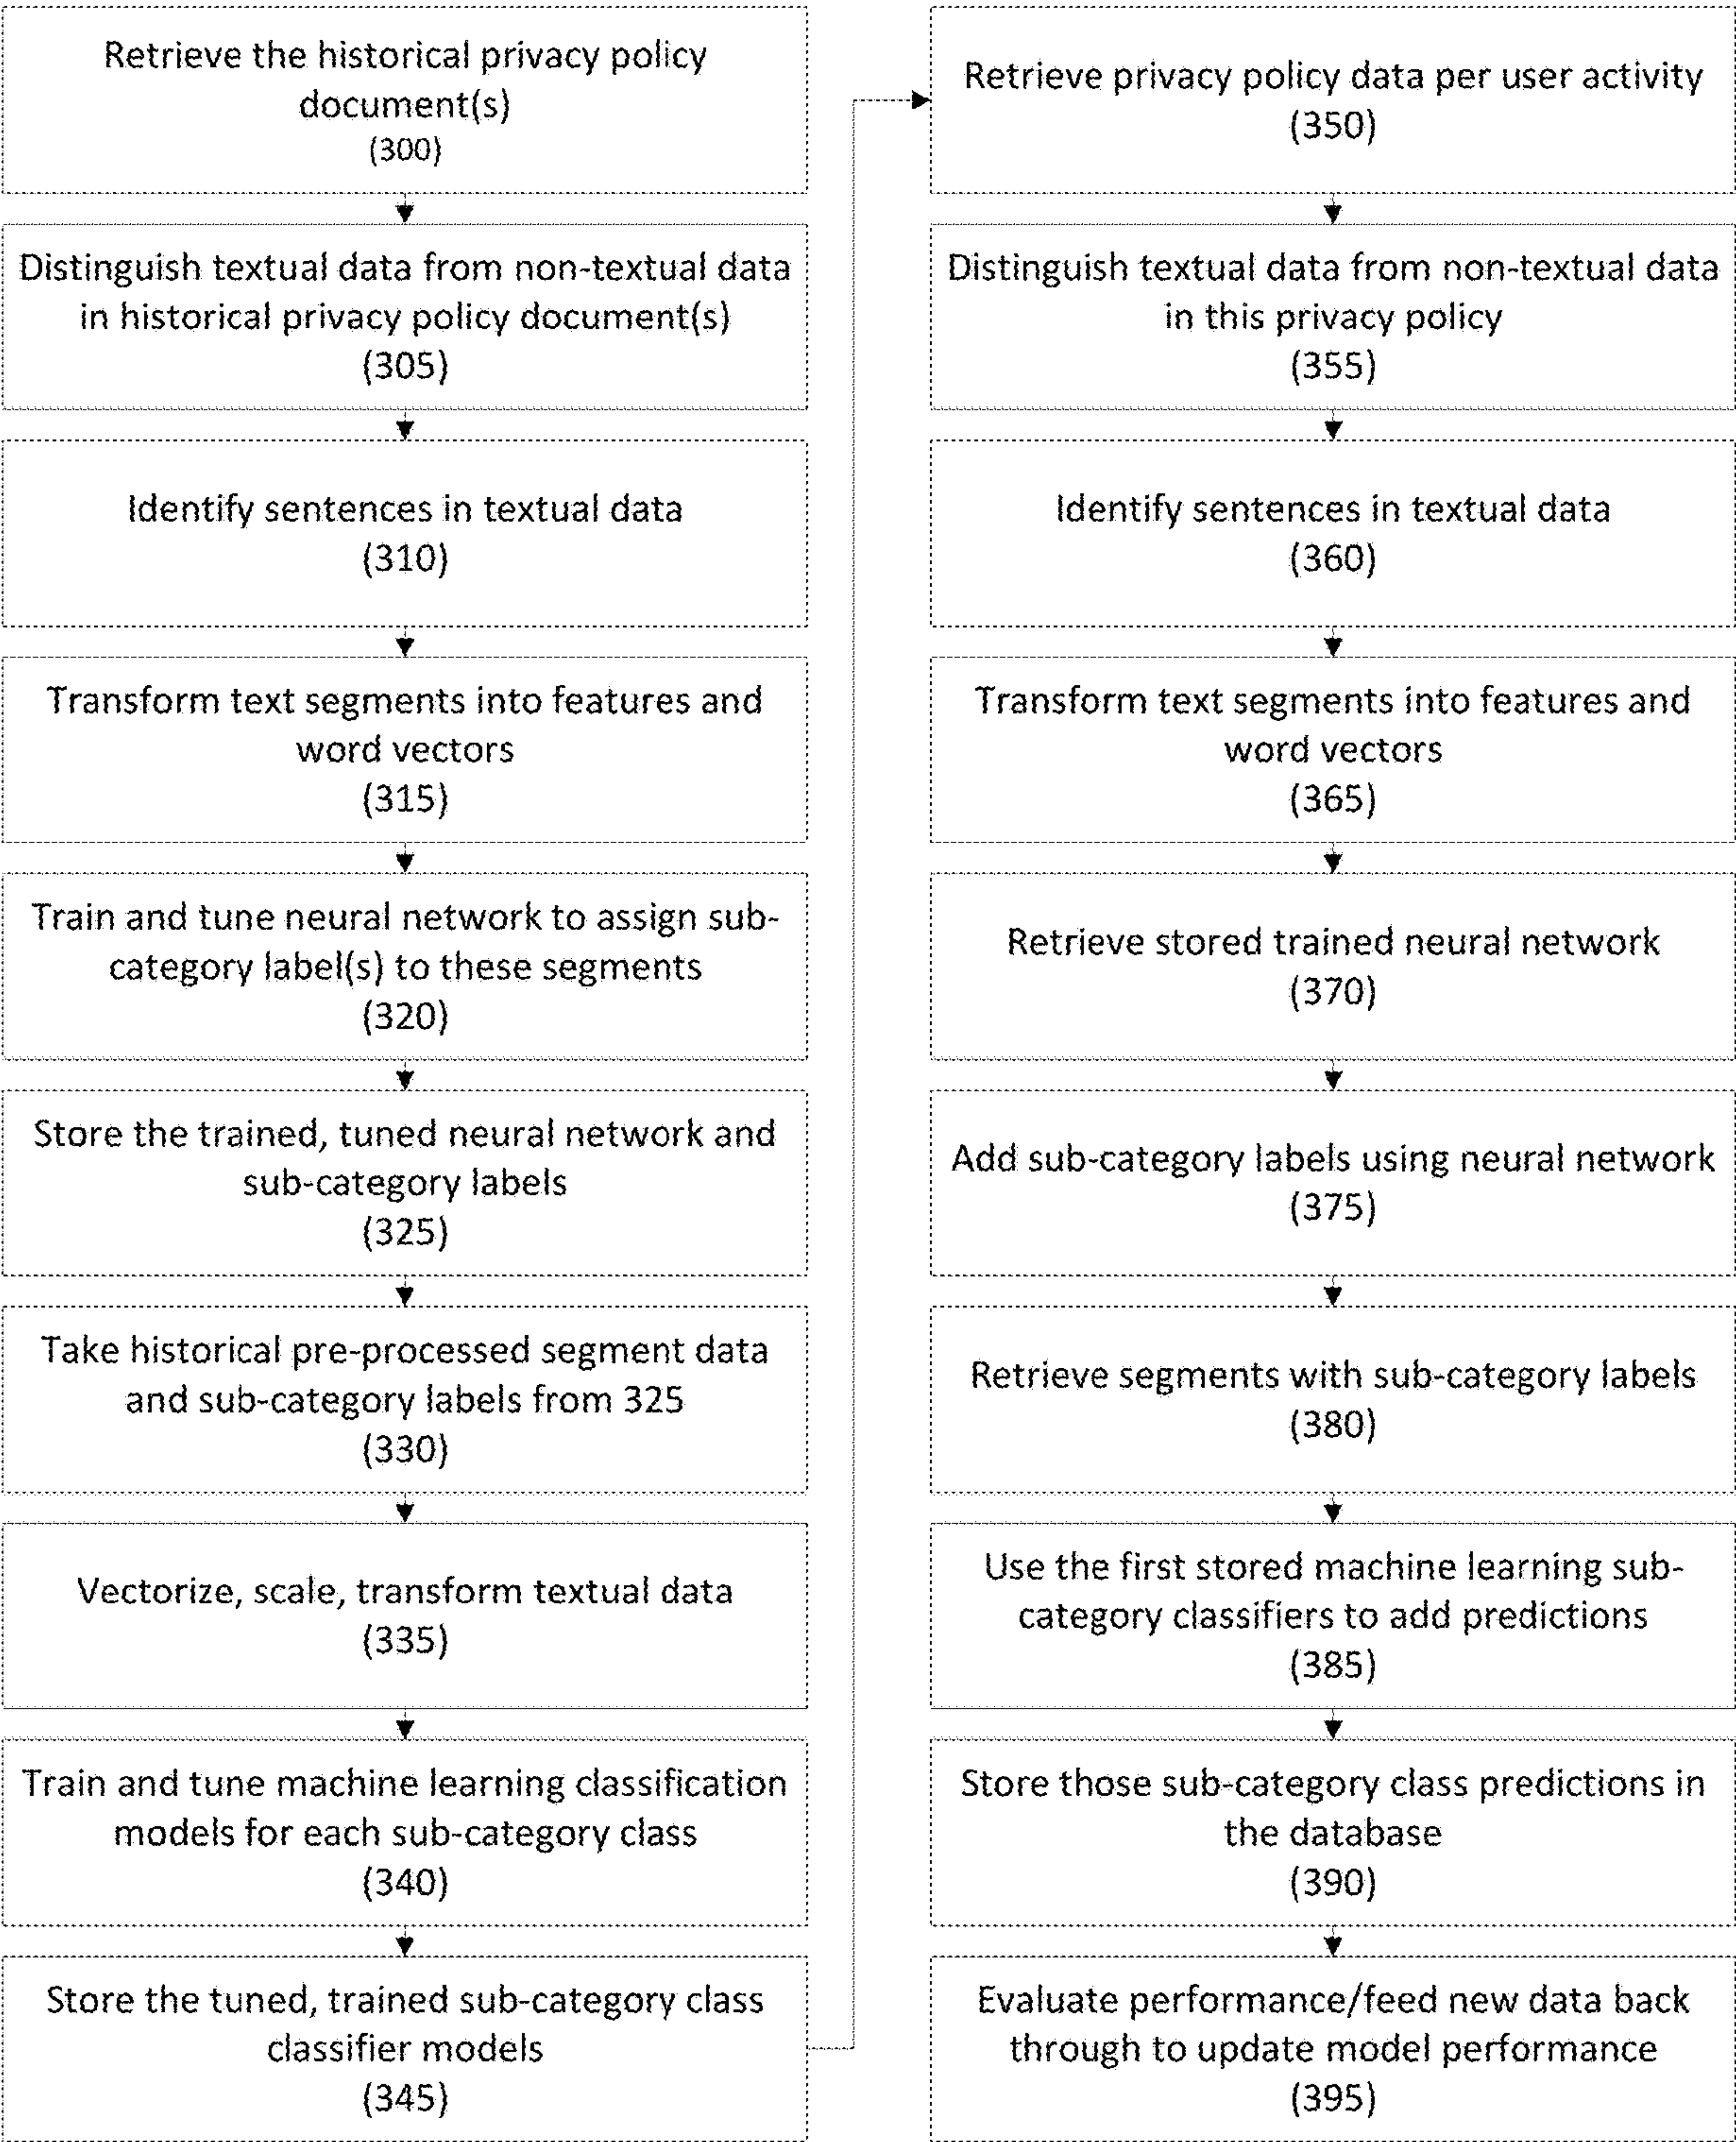 Retrieve the historical privacy policy
document(s)
(300)
Distinguish textual data from non-textual data
in historical privacy policy document(s)
(305)
Identify sentences in textual data
(310)
Transform text segments into features and
word vectors
(315)
Train and tune neural network to assign sub-
category label(s) to these segments
(320)
Store the trained, tuned neural network and
sub-category labels
(325)
Take historical pre-processed segment data
and sub-category labels from 325
(330)
Vectorize, scale, transform textual data
(335)
Train and tune machine learning classification
models for each sub-category class
(340)
Store the tuned, trained sub-category class
classifier models
(345)
Retrieve privacy policy data per user activity
(350)
Distinguish textual data from non-textual data
in this privacy policy
(355)
Identify sentences in textual data
(360)
Transform text segments into features and
word vectors
(365)
Retrieve stored trained neural network
(370)
Add sub-category labels using neural network
(375)
Retrieve segments with sub-category labels
(380)
Use the first stored machine learning sub-
category classifiers to add predictions
(385)
Store those sub-category class predictions in
the database
(390)
Evaluate performance/feed new data back
through to update model performance
(395)